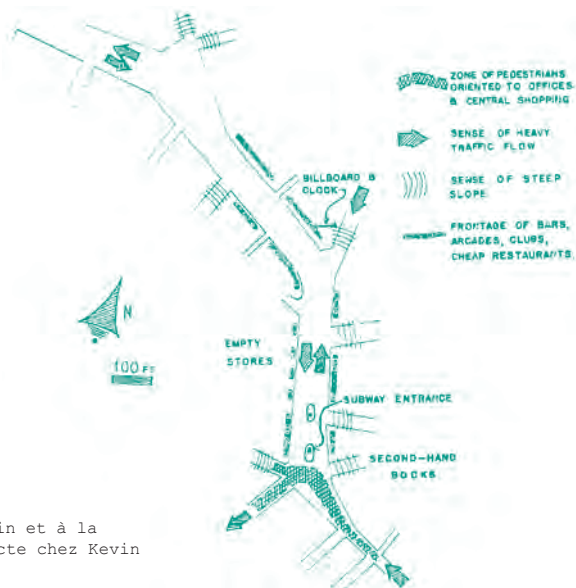 ZONE OF PEDESTRIANS
ORIENTED TO OFFICES
& CENTRAL SHOPPING
SENSE OF HEAVY
TRAFFIC FLOW
SENSE OF STEEP
SLOPE
FRONTAGE OF BARS,
ARCADES, CLUBS,
CHEAP RESTAURANTS
BILLBOARD &
CLOCK
N
100 FT
EMPTY
STORES
SUBWAY ENTRANCE
SECOND-HAND
BOOKS
in et à la
cte chez Kevin